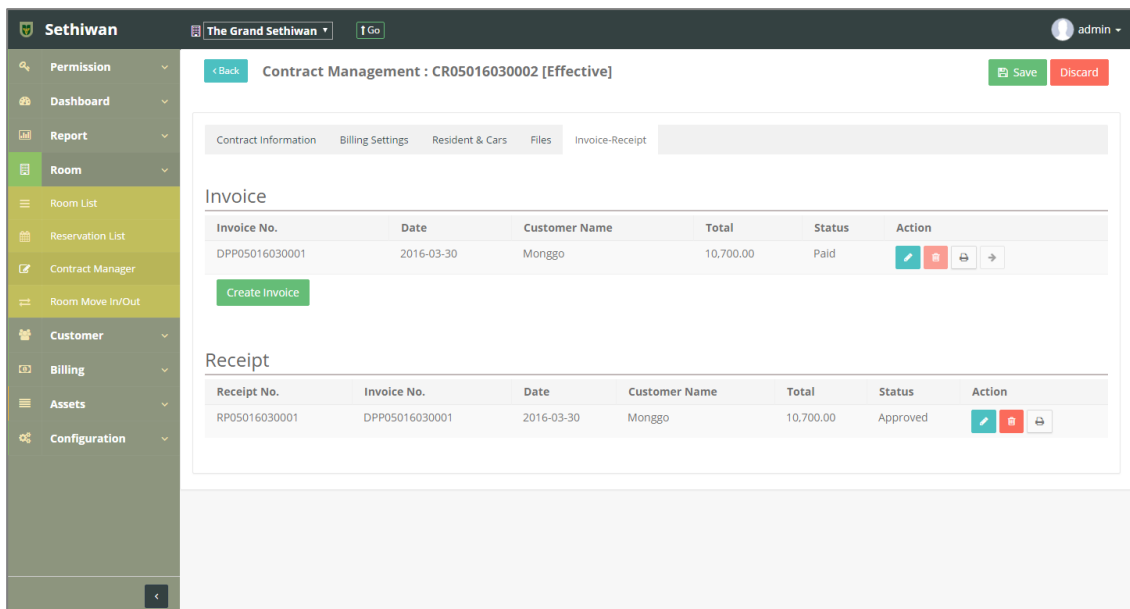 Sethiwan
The Grand Sethiwan
Go
admin
Permission
Dashboard
Report
Room
Room List
Reservation List
Contract Manager
Room Move In/Out
Customer
Billing
Assets
Configuration
Back
Contract Management : CR05016030002 [Effective]
Save
Discard
Contract Information Billing Settings Resident & Cars Files Invoice-Receipt
Invoice
Invoice No. Date Customer Name Total Status Action
DPP05016030001 2016-03-30 Monggo 10,700.00 Paid
Create Invoice
Receipt
Receipt No. Invoice No. Date Customer Name Total Status Action
RP05016030001 DPP05016030001 2016-03-30 Monggo 10,700.00 Approved